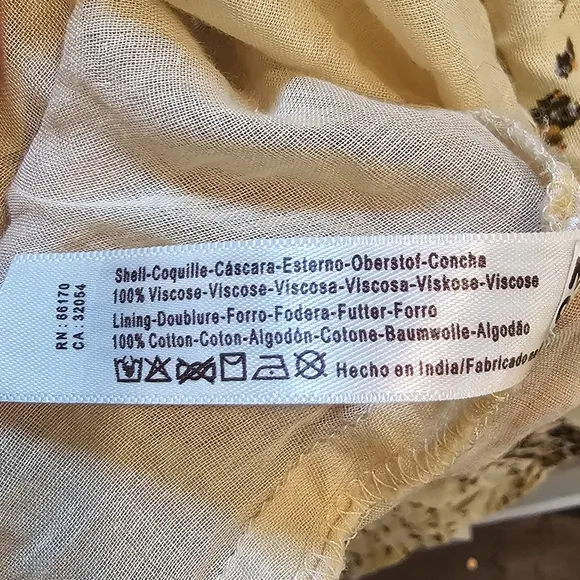 Shell-Coquille-Cáscara-Esterno-Oberstof-Concha
100% Viscose-Viscose-Viscosa-Viscosa-Viskose-Viscose
Lining-Doublure-Forro-Fodera-Futter-Forro
100% Cotton-Coton-Algodón-Cotone-Baumwolle-Algodão
Hecho en India/Fabricado
RN : 66170
CA : 32054